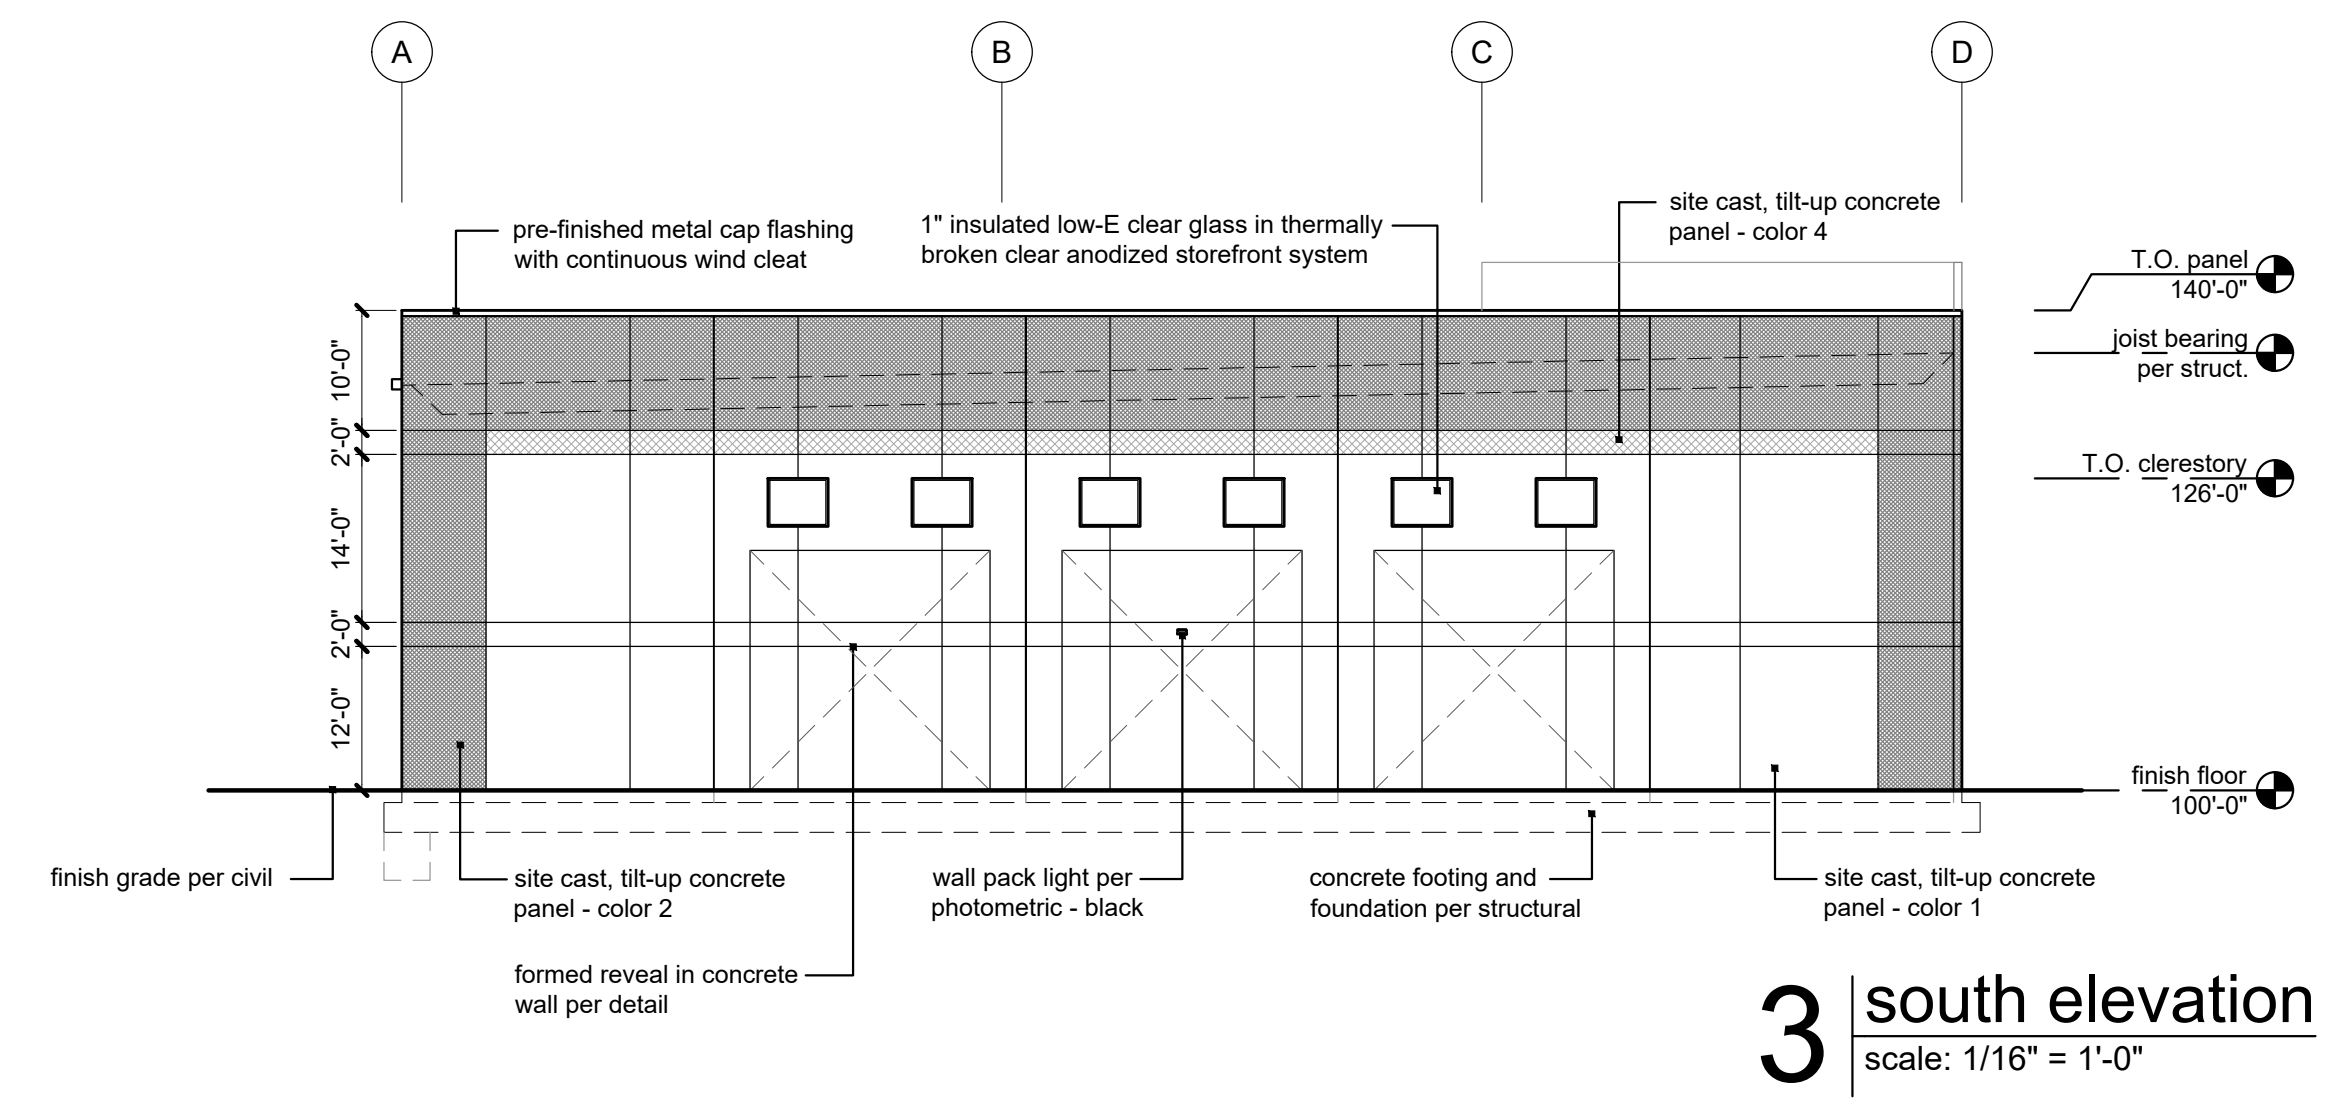 A
B
C
D
pre-finished metal cap flashing
with continuous wind cleat
1" insulated low-E clear glass in thermally
broken clear anodized storefront system
site cast, tilt-up concrete
panel - color 4
T.O. panel
140'-0"
joist bearing
per struct.
T.O. clerestory
126'-0"
finish floor
100'-0"
10'-0"
2'-0"
14'-0"
2'-0"
12'-0"
finish grade per civil
site cast, tilt-up concrete
panel - color 2
formed reveal in concrete
wall per detail
wall pack light per
photometric - black
concrete footing and
foundation per structural
site cast, tilt-up concrete
panel - color 1
3
south elevation
scale: 1/16" = 1'-0"